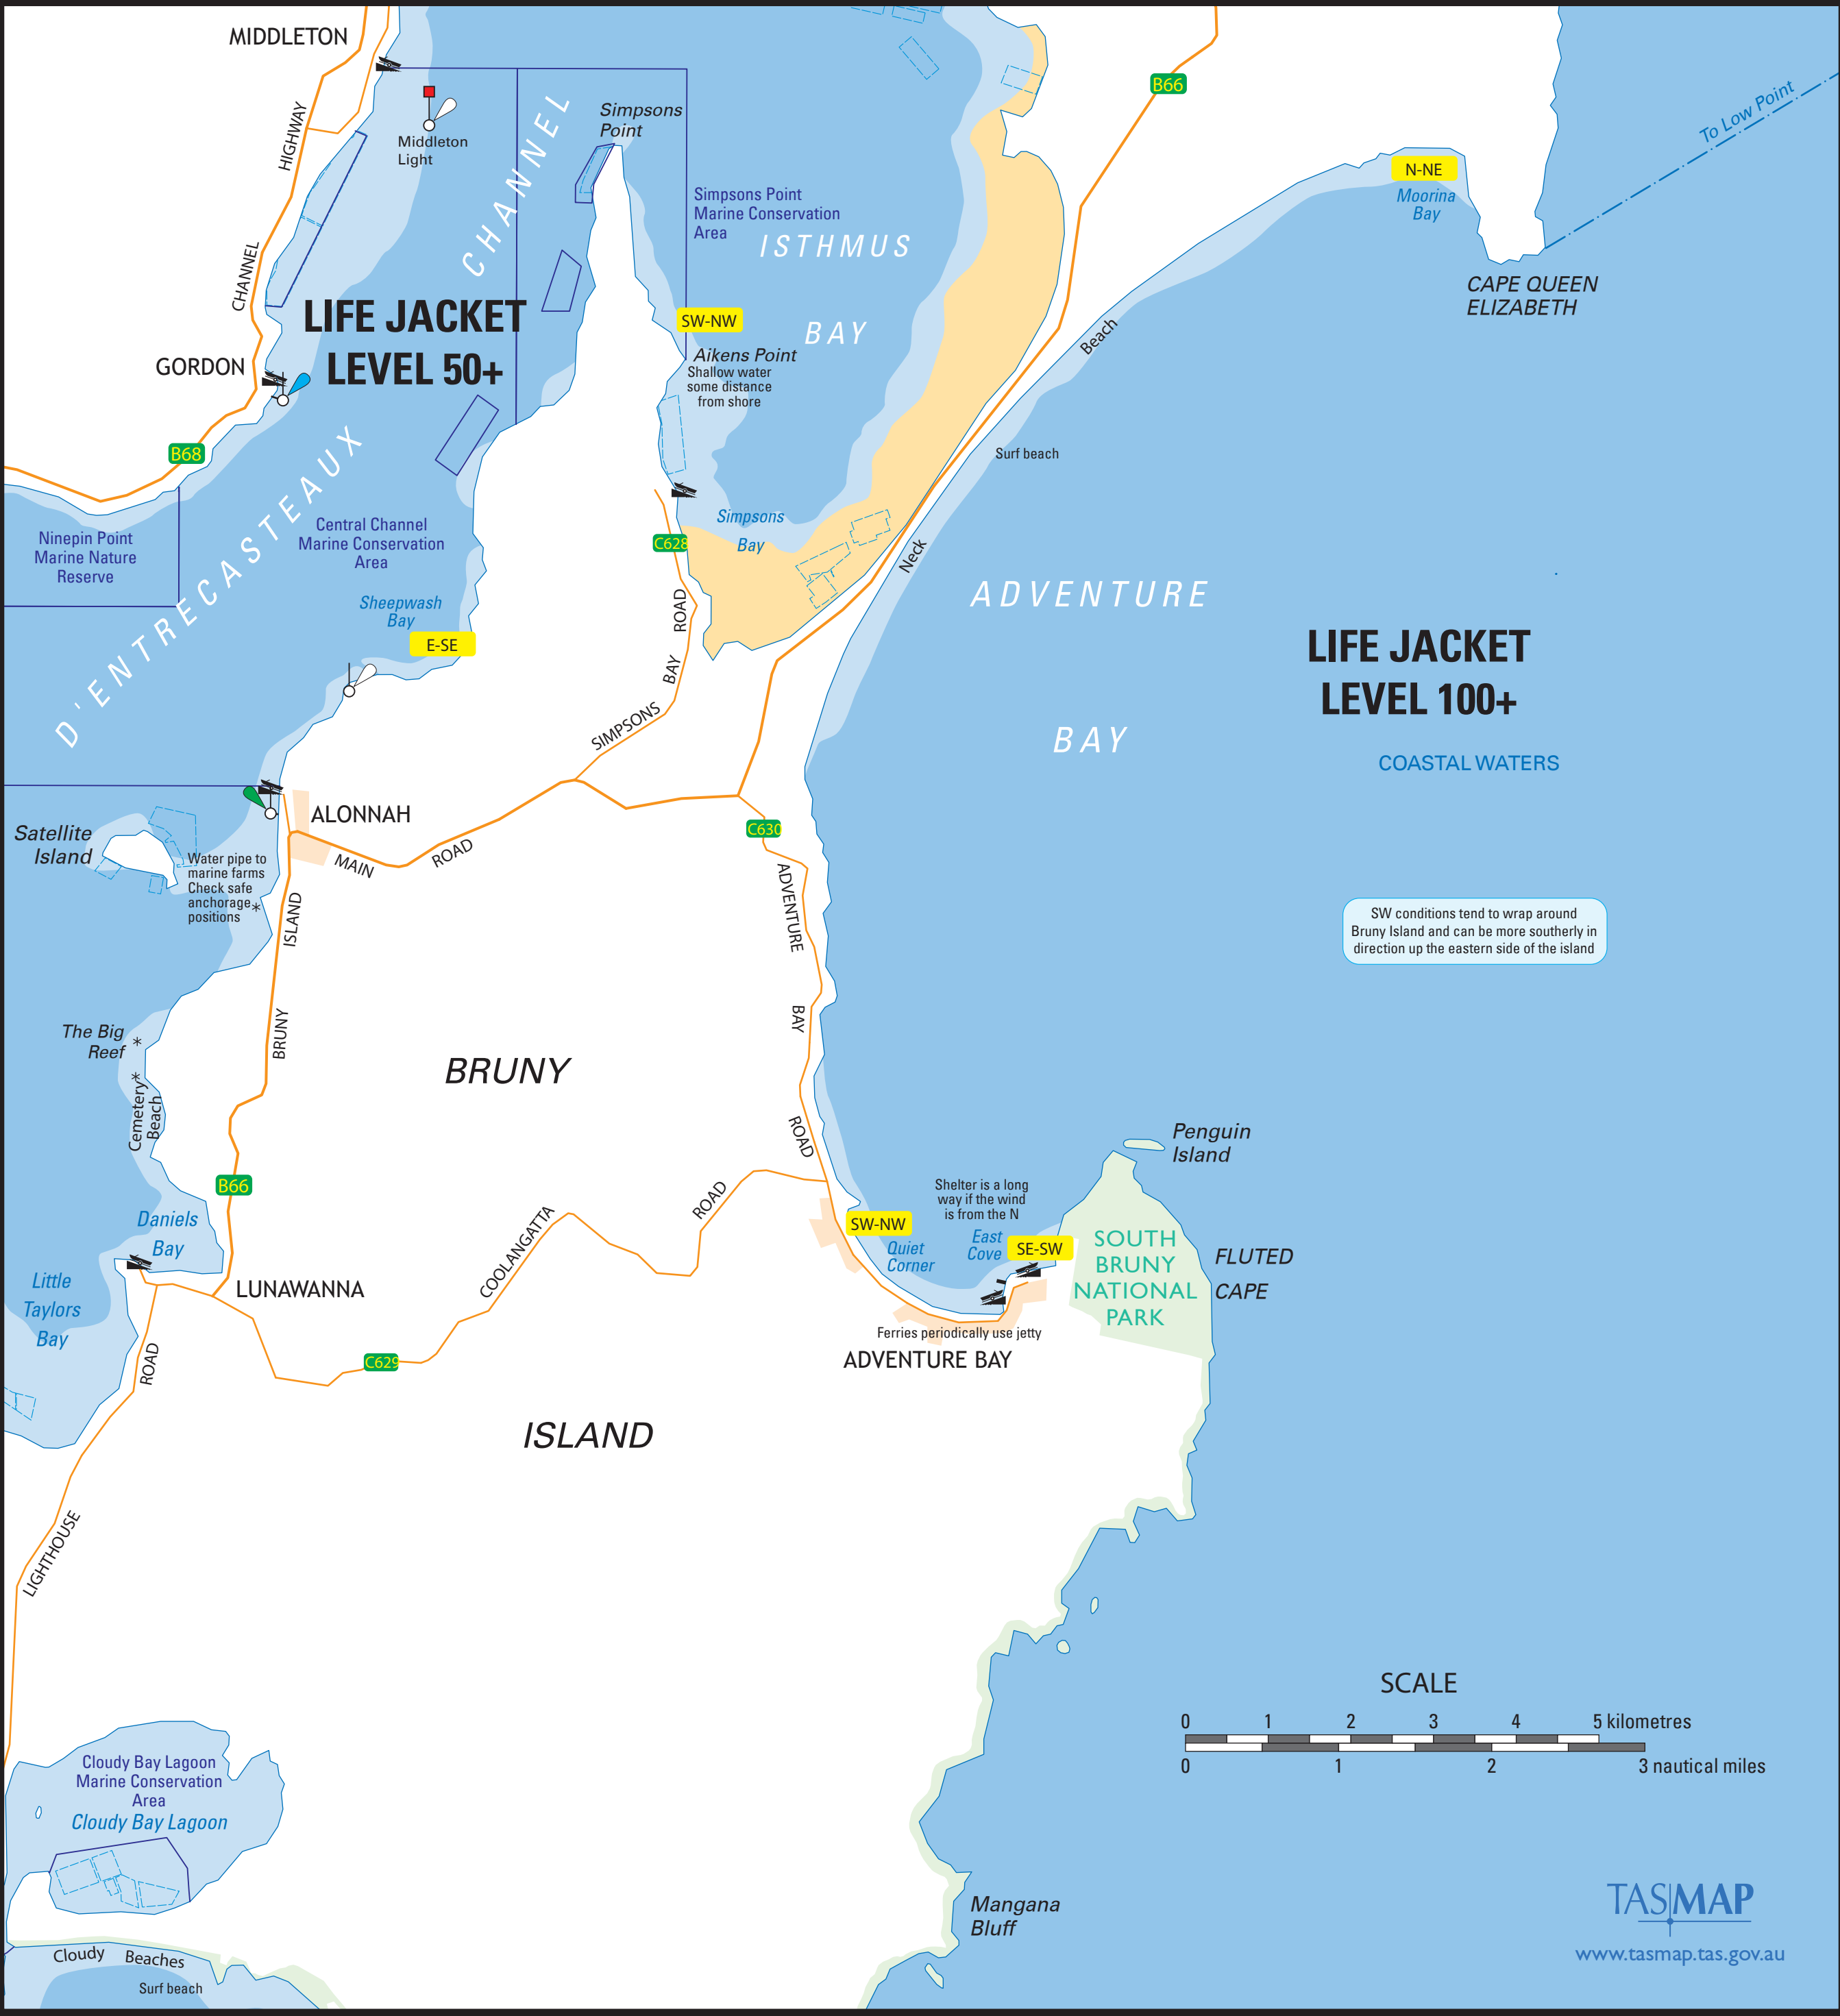 MIDDLETON
HIGHWAY
CHANNEL
Middleton
Light
CHANNEL
Simpsons
Point
B66
To Low Point
N-NE
Moorina
Bay
CAPE QUEEN
ELIZABETH
Simpsons Point
Marine Conservation
Area
ISTHMUS
BAY
LIFE JACKET
LEVEL 50+
SW-NW
Aikens Point
Shallow water
some distance
from shore
Beach
GORDON
B68
D'ENTRECASTEAUX
Surf beach
Neck
Ninepin Point
Marine Nature
Reserve
Central Channel
Marine Conservation
Area
Simpsons
Bay
C628
Sheepwash
Bay
E-SE
ROAD
BAY
SIMPSONS
ADVENTURE
BAY
LIFE JACKET
LEVEL 100+
COASTAL WATERS
ALONNAH
Satellite
Island
Water pipe to
marine farms
Check safe
anchorage*
positions
MAIN
ROAD
C630
ADVENTURE
BAY
ROAD
SW conditions tend to wrap around
Bruny Island and can be more southerly in
direction up the eastern side of the island
ISLAND
BRUNY
The Big
Reef *
Cemetery*
Beach
BRUNY
B66
Daniels
Bay
Little
Taylors
Bay
LUNAWANNA
COOLANGATTA
ROAD
C629
Penguin
Island
Shelter is a long
way if the wind
is from the N
SW-NW
Quiet
Corner
East
Cove
SE-SW
SOUTH
BRUNY
NATIONAL
PARK
FLUTED
CAPE
Ferries periodically use jetty
ADVENTURE BAY
ROAD
LIGHTHOUSE
ISLAND
SCALE
0 1 2 3 4 5 kilometres
0 1 2 3 nautical miles
Cloudy Bay Lagoon
Marine Conservation
Area
Cloudy Bay Lagoon
Mangana
Bluff
Cloudy Beaches
Surf beach
TASMAP
www.tasmap.tas.gov.au